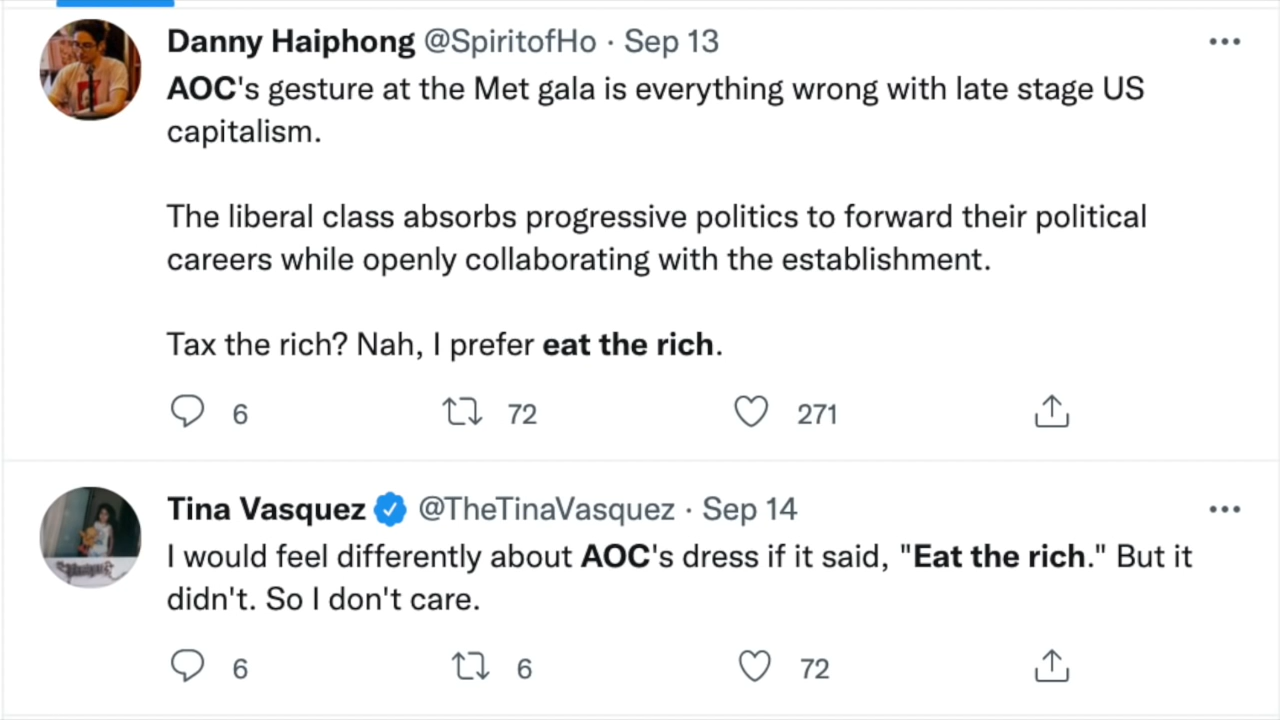 Danny Haiphong @SpiritofHo · Sep 13
AOC's gesture at the Met gala is everything wrong with late stage US
capitalism.
The liberal class absorbs progressive politics to forward their political
careers while openly collaborating with the establishment.
Tax the rich? Nah, I prefer eat the rich.
6 72 271
Tina Vasquez @TheTinaVasquez · Sep 14
I would feel differently about AOC's dress if it said, "Eat the rich." But it
didn't. So I don't care.
6 6 72